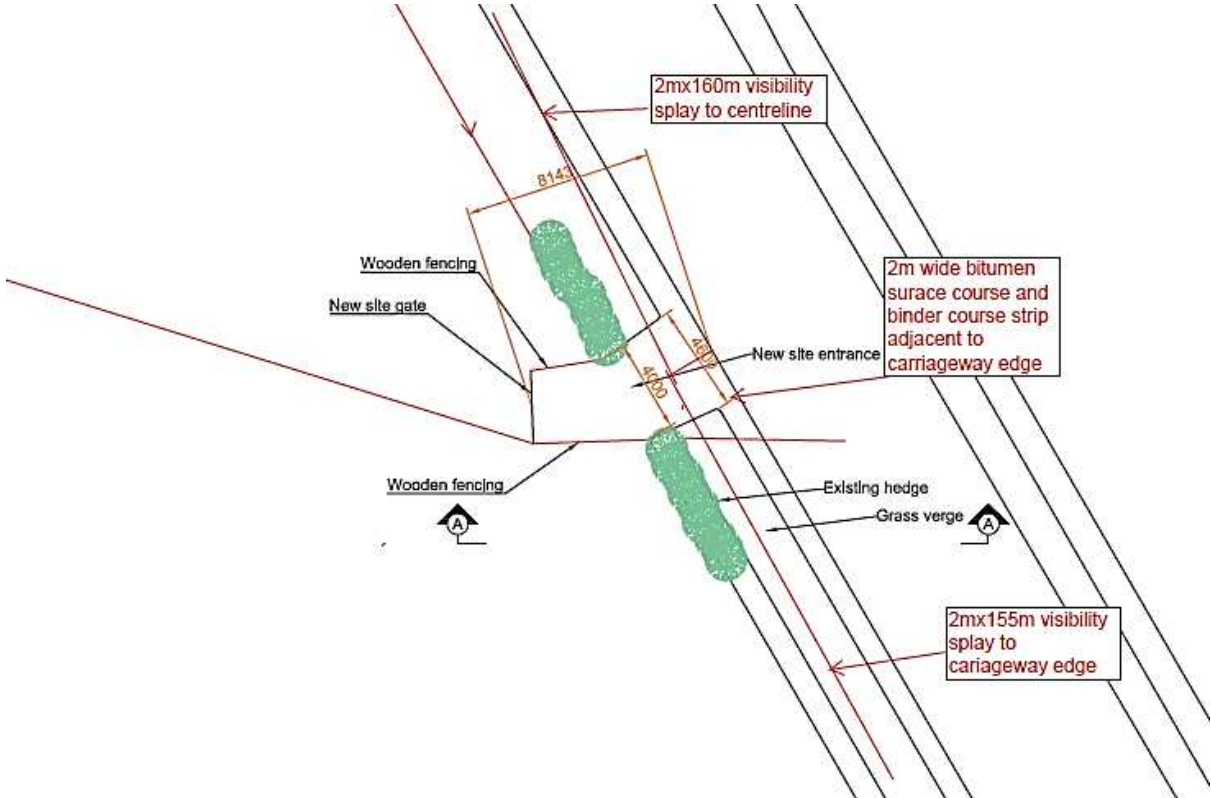 2mx160m visibility
splay to centreline
8143
Wooden fencing
New site gate
2m wide bitumen
surace course and
binder course strip
adjacent to
carriageway edge
4600
New site entrance
4000
Wooden fencing
Existing hedge
Grass verge
A
A
2mx155m visibility
splay to
cariageway edge